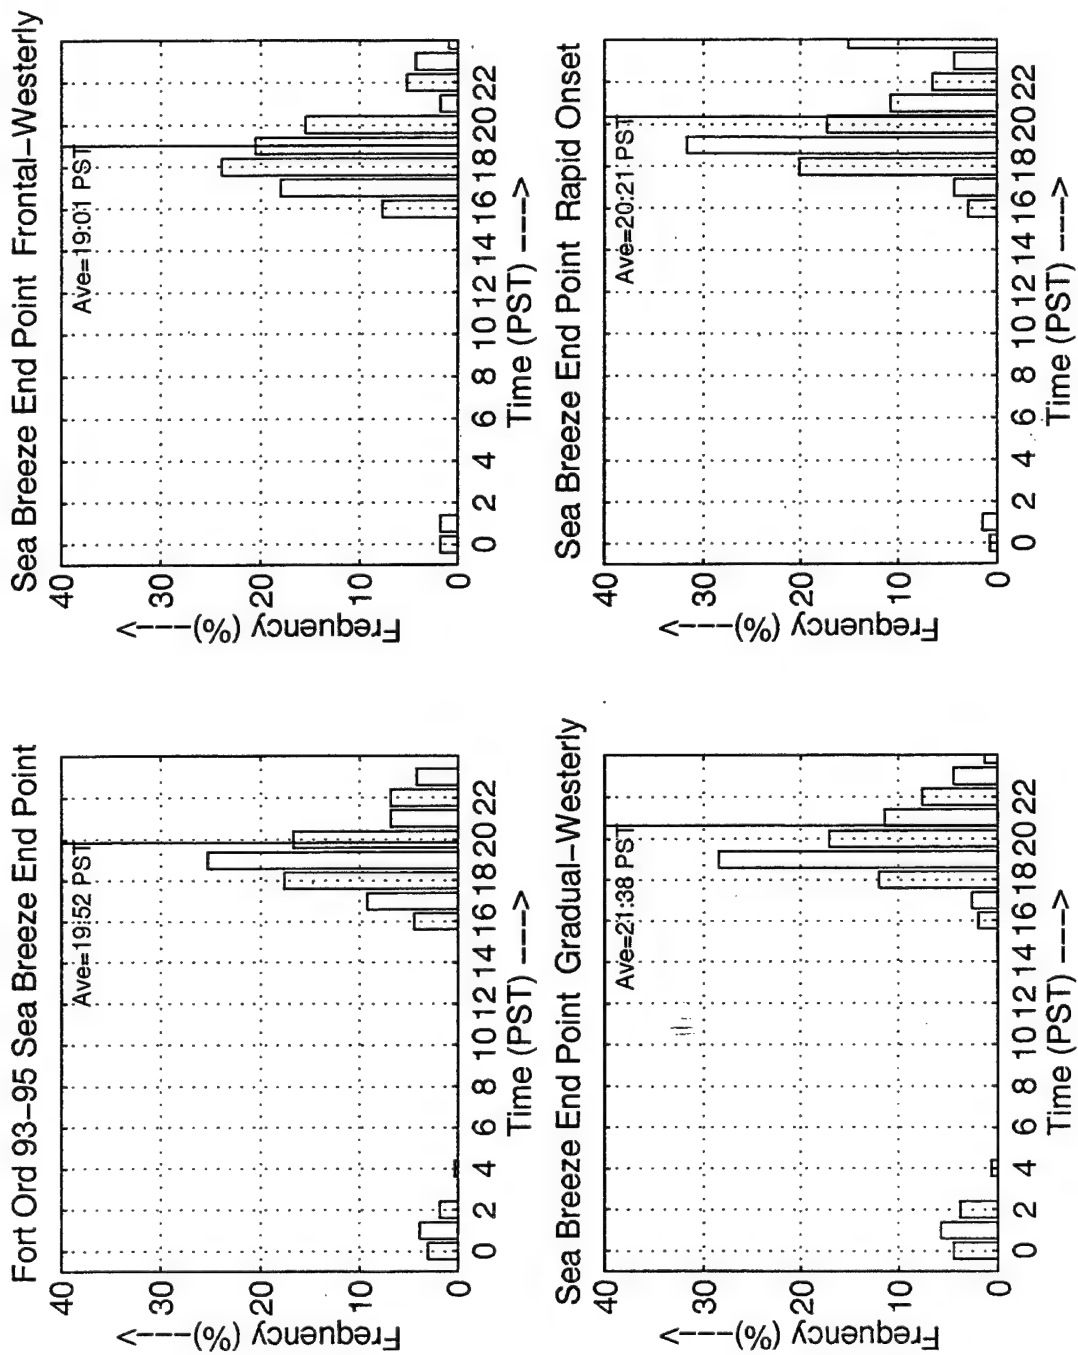 Fort Ord 93-95 Sea Breeze End Point
Frequency (%)--->
40
30
20
10
0
Ave=19:52 PST
0 2 4 6 8 10 12 14 16 18 20 22
Time (PST) --->
Sea Breeze End Point Frontal-Westerly
Frequency (%)--->
40
30
20
10
0
Ave=19:01 PST
0 2 4 6 8 10 12 14 16 18 20 22
Time (PST) --->
Sea Breeze End Point Gradual-Westerly
Frequency (%)--->
40
30
20
10
0
Ave=21:38 PST
0 2 4 6 8 10 12 14 16 18 20 22
Time (PST) --->
Sea Breeze End Point Rapid Onset
Frequency (%)--->
40
30
20
10
0
Ave=20:21 PST
0 2 4 6 8 10 12 14 16 18 20 22
Time (PST) --->